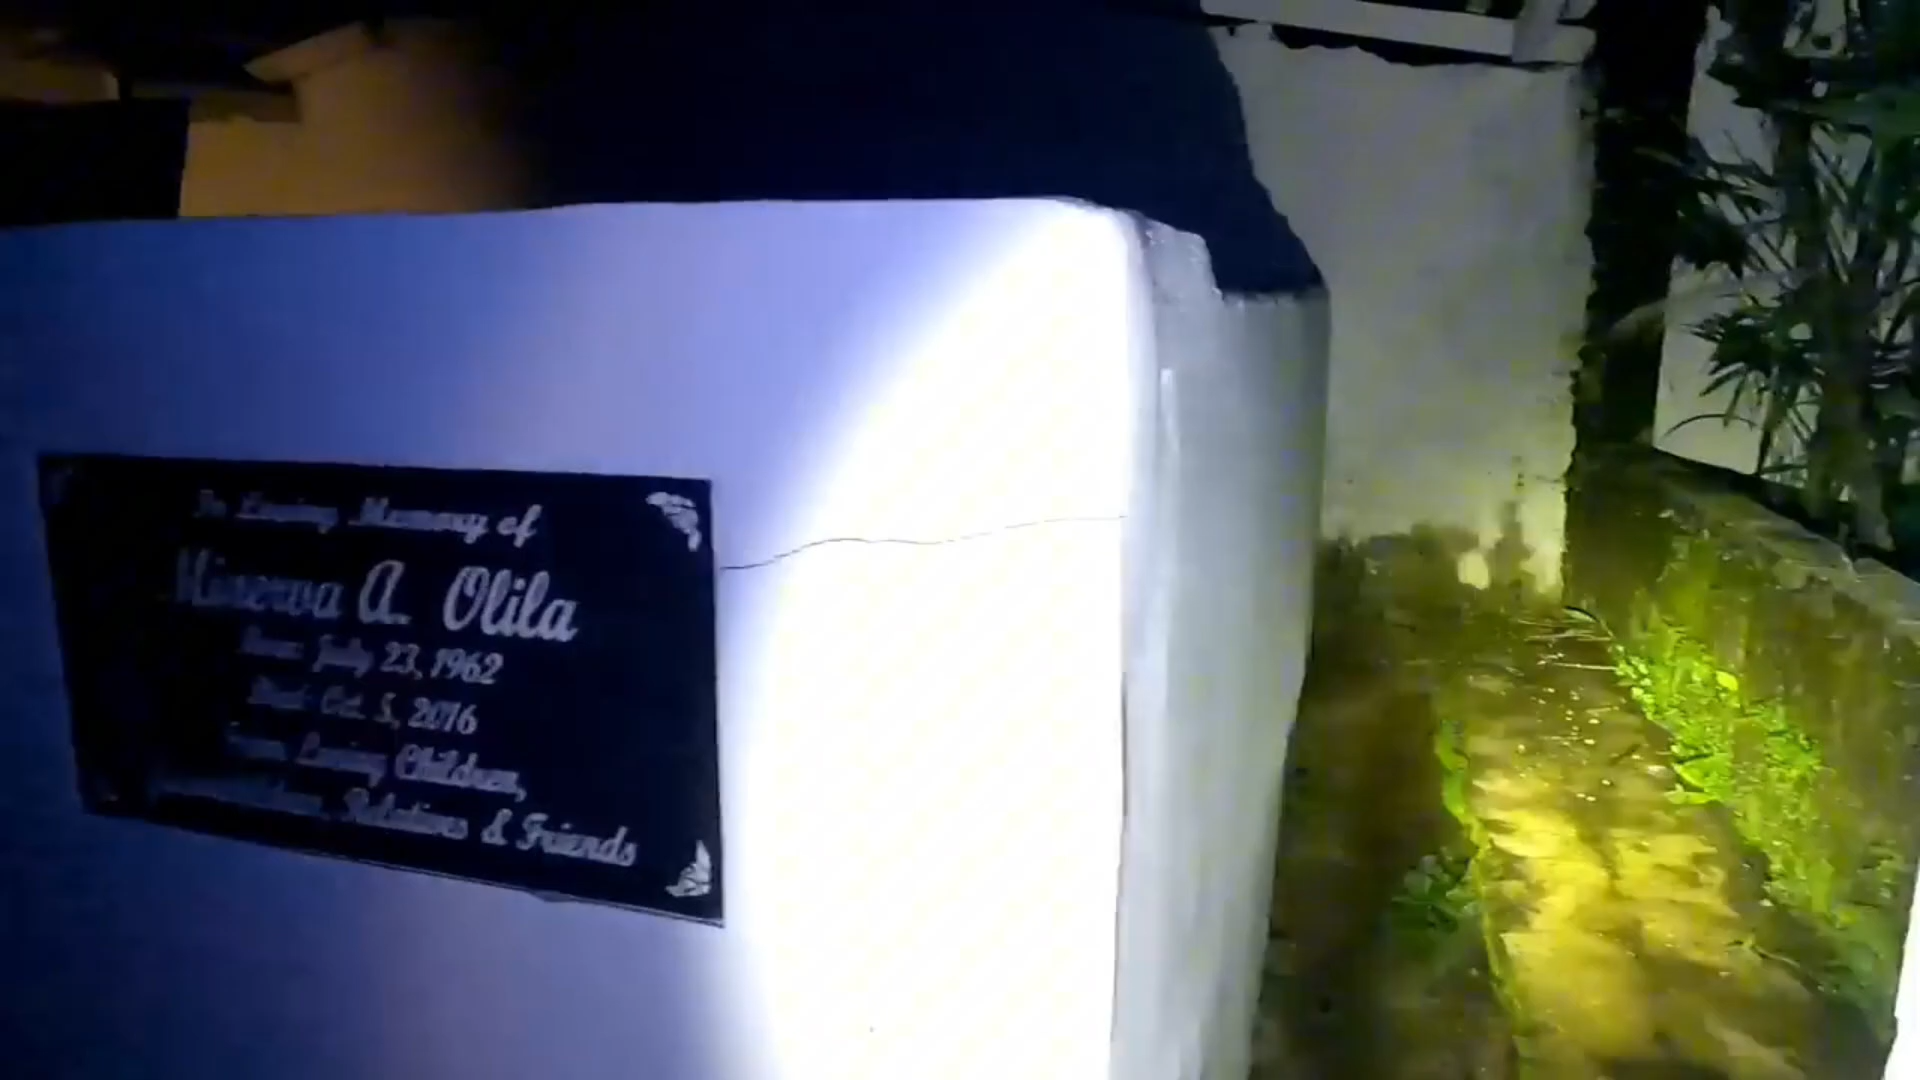 In Loving Memory of
Minerva A. Olila
Born: July 23, 1962
Died: Oct. 5, 2016
From: Loving Children,
Grandchildren, Relatives & Friends